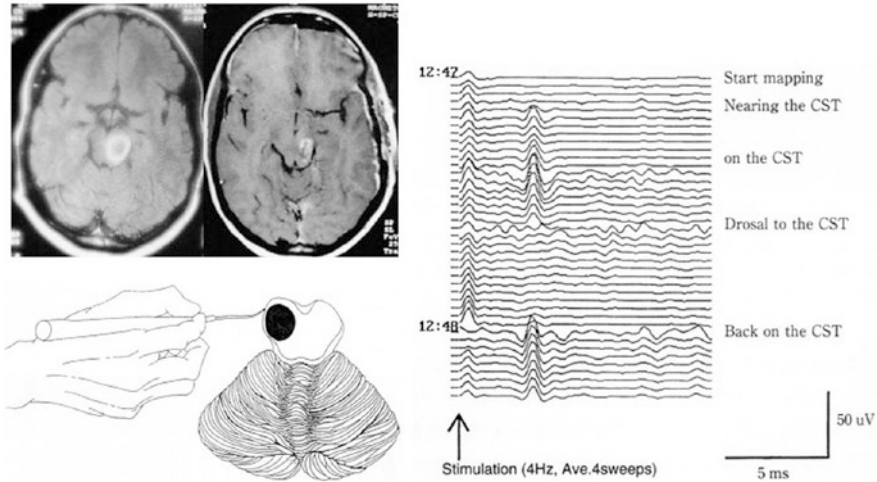 12:47
Start mapping
Nearing the CST
on the CST
Drosal to the CST
12:48
Back on the CST
50 uV
5 ms
Stimulation (4Hz, Ave.4sweeps)